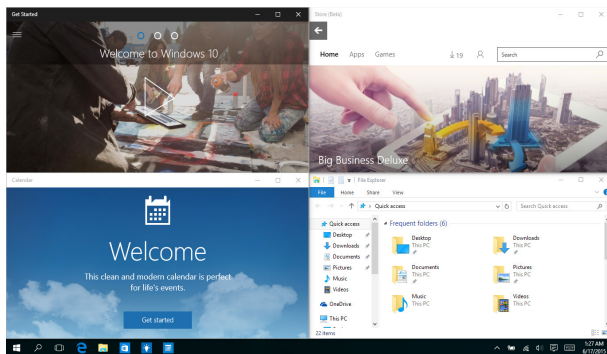 Get Started
Welcome to Windows 10
Store (Beta)
Home Apps Games
19
Search
Big Business Deluxe
Calendar
Welcome
This clean and modern calendar is perfect
for life's events.
Get started
File Explorer
File Home Share View
Quick access
Search Quick access
Quick access
Desktop
Downloads
Documents
Pictures
Music
Videos
OneDrive
This PC
Frequent folders (6)
Desktop
This PC
Downloads
This PC
Documents
This PC
Pictures
This PC
Music
This PC
Videos
This PC
22 items
1:27 AM
6/17/2015